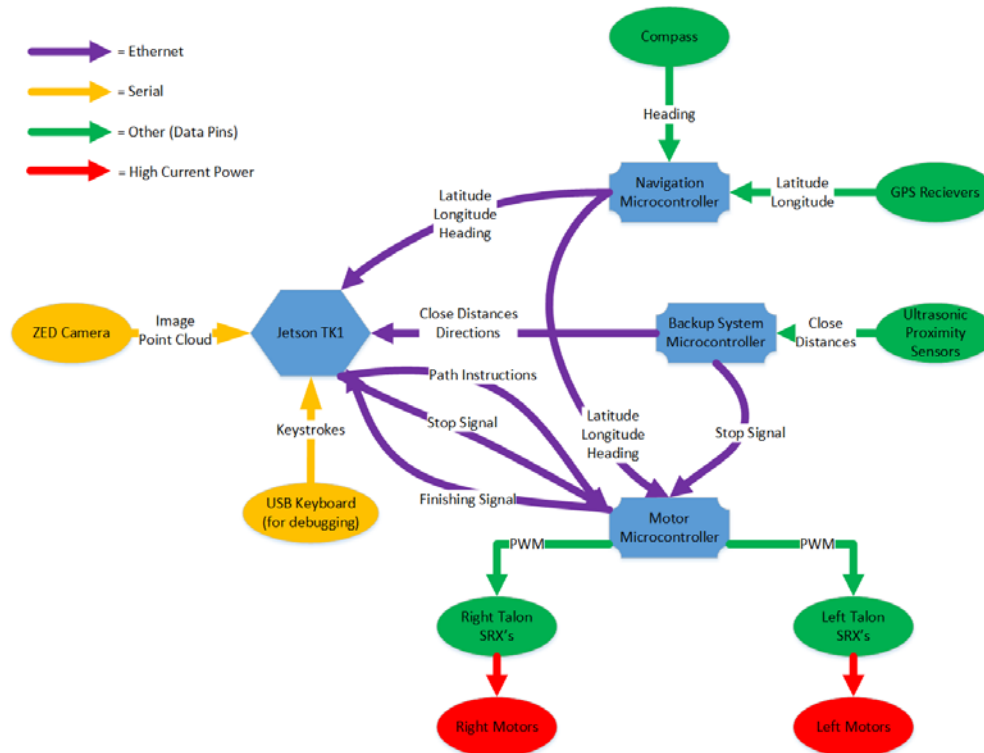 = Ethernet
= Serial
= Other (Data Pins)
= High Current Power
Compass
Heading
Navigation
Microcontroller
Latitude
Longitude
GPS Recievers
Latitude
Longitude
Heading
ZED Camera
Image
Point Cloud
Jetson TK1
Close Distances
Directions
Backup System
Microcontroller
Close
Distances
Ultrasonic
Proximity
Sensors
Path Instructions
Keystrokes
Stop Signal
Latitude
Longitude
Heading
Stop Signal
USB Keyboard
(for debugging)
Finishing Signal
Motor
Microcontroller
PWM
PWM
Right Talon
SRX's
Left Talon
SRX's
Right Motors
Left Motors